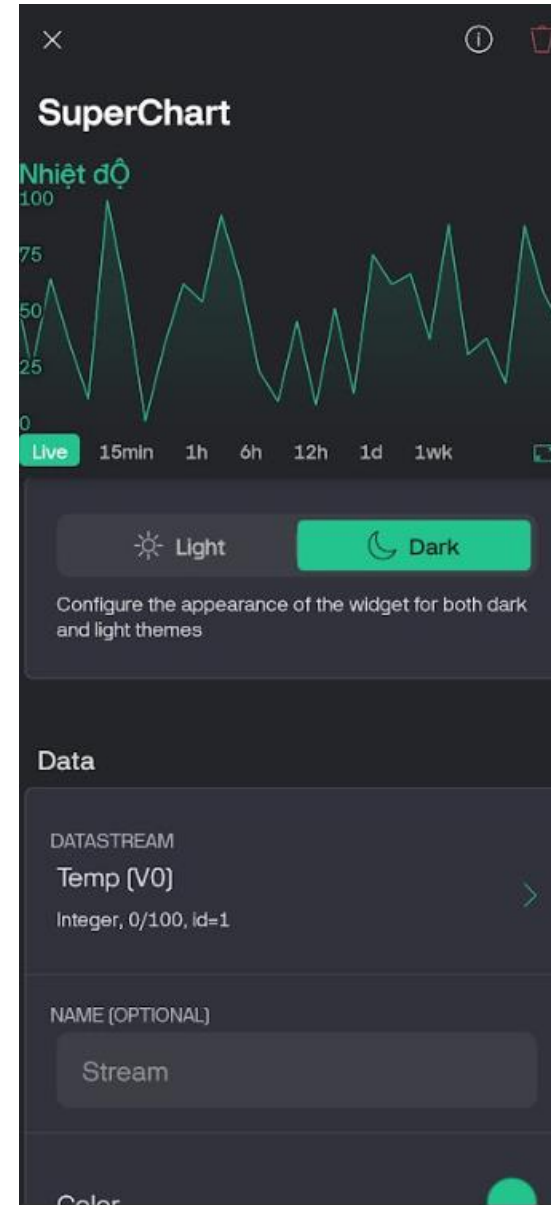 SuperChart
Nhiệt đỘ
100
75
50
25
0
Live 15min 1h 6h 12h 1d 1wk
Light Dark
Configure the appearance of the widget for both dark
and light themes
Data
DATASTREAM
Temp (V0)
Integer, 0/100, id=1
NAME (OPTIONAL)
Stream
Color